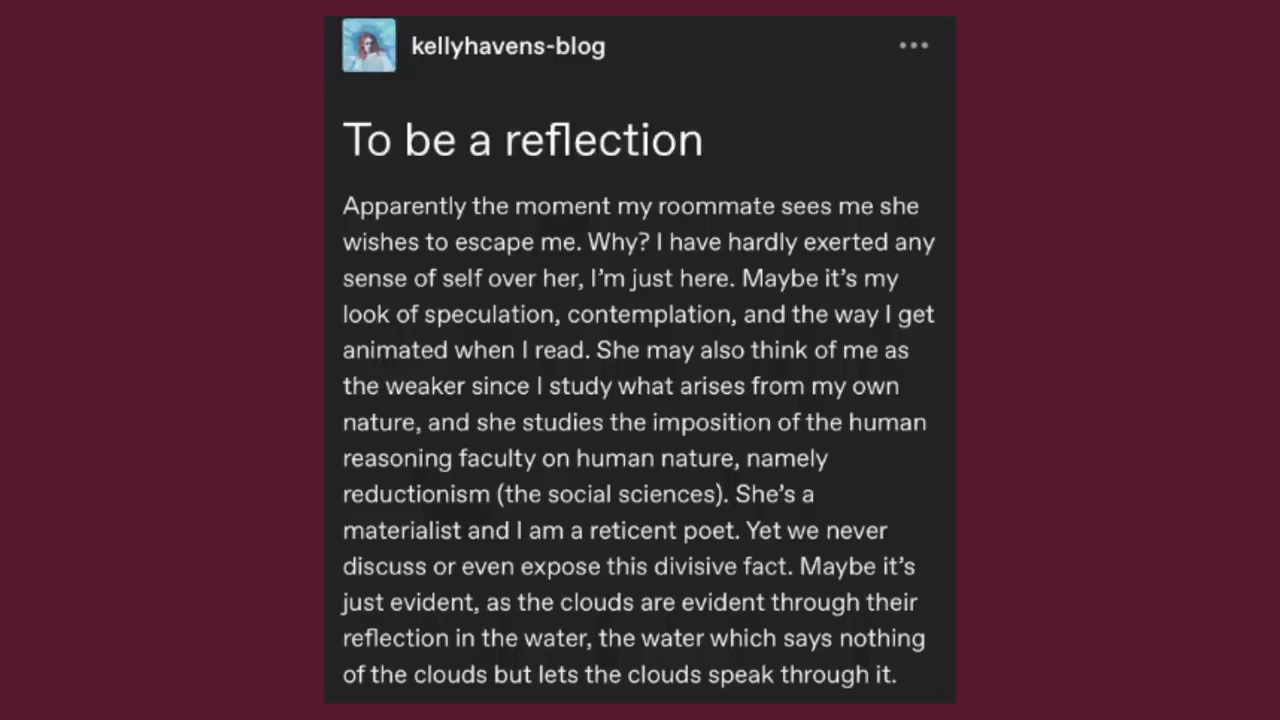 kellyhavens-blog
To be a reflection
Apparently the moment my roommate sees me she
wishes to escape me. Why? I have hardly exerted any
sense of self over her, I’m just here. Maybe it’s my
look of speculation, contemplation, and the way I get
animated when I read. She may also think of me as
the weaker since I study what arises from my own
nature, and she studies the imposition of the human
reasoning faculty on human nature, namely
reductionism (the social sciences). She’s a
materialist and I am a reticent poet. Yet we never
discuss or even expose this divisive fact. Maybe it’s
just evident, as the clouds are evident through their
reflection in the water, the water which says nothing
of the clouds but lets the clouds speak through it.